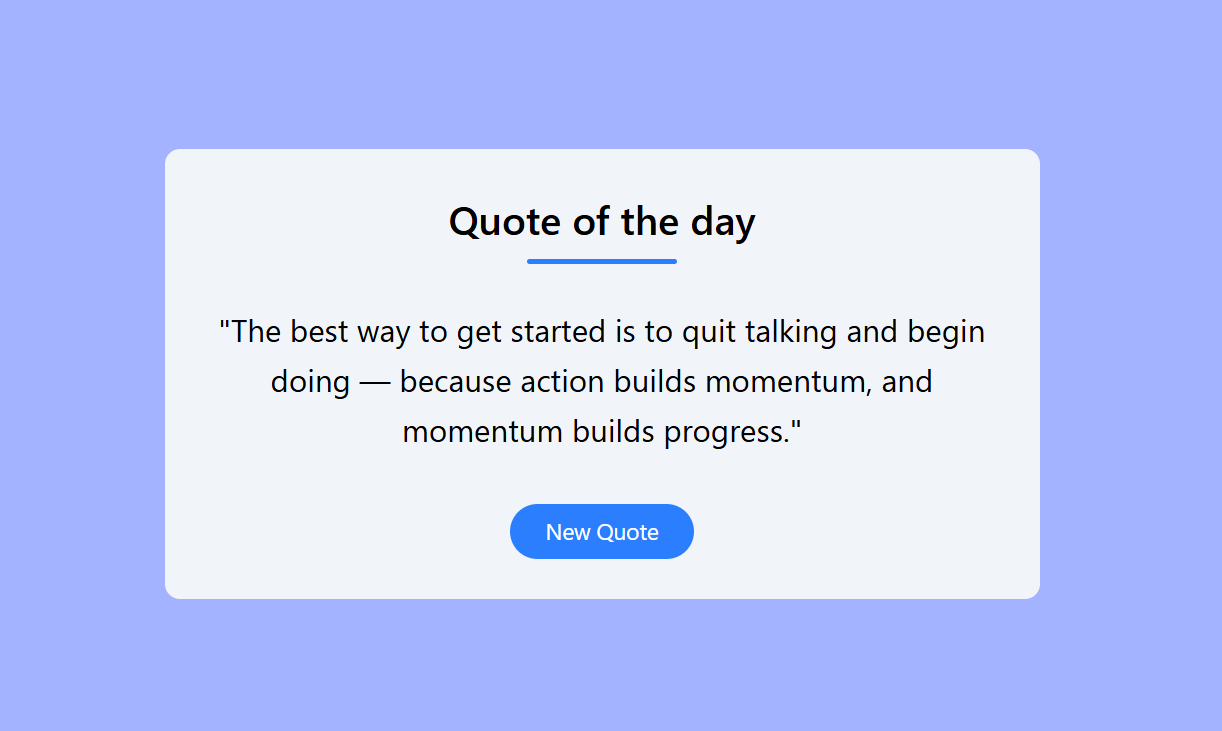 Quote of the day
"The best way to get started is to quit talking and begin
doing — because action builds momentum, and
momentum builds progress."
New Quote